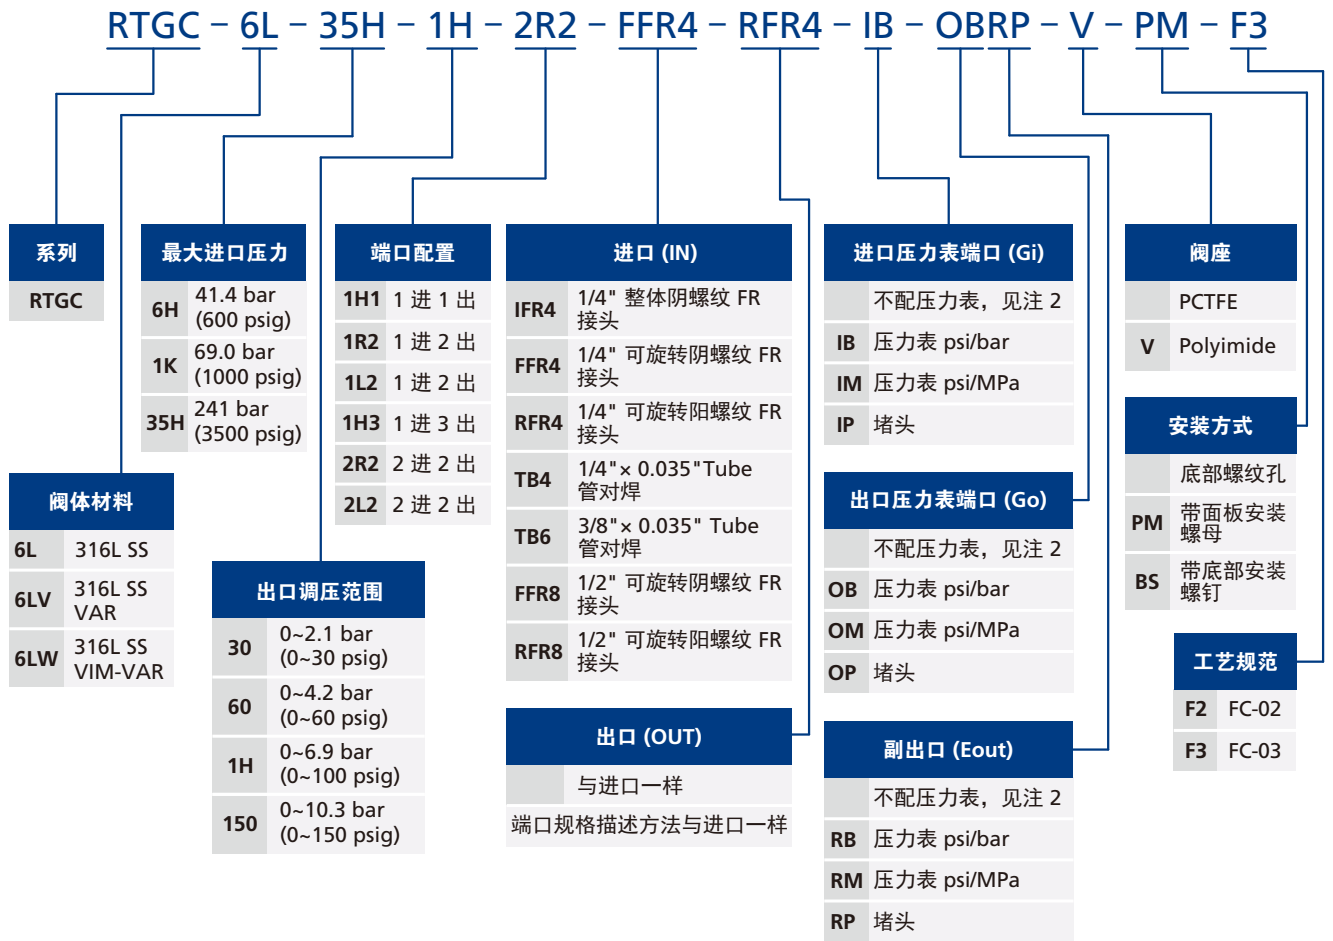 RTGC – 6L – 35H – 1H – 2R2 – FFR4 – RFR4 – IB – OBRP – V – PM – F3
系列
RTGC
阀体材料
6L 316L SS
6LV 316L SS
VAR
6LW 316L SS
VIM-VAR
最大进口压力
6H 41.4 bar
(600 psig)
1K 69.0 bar
(1000 psig)
35H 241 bar
(3500 psig)
出口调压范围
30 0~2.1 bar
(0~30 psig)
60 0~4.2 bar
(0~60 psig)
1H 0~6.9 bar
(0~100 psig)
150 0~10.3 bar
(0~150 psig)
端口配置
1H1 1 进 1 出
1R2 1 进 2 出
1L2 1 进 2 出
1H3 1 进 3 出
2R2 2 进 2 出
2L2 2 进 2 出
进口 (IN)
IFR4 1/4" 整体阴螺纹 FR
接头
FFR4 1/4" 可旋转阴螺纹 FR
接头
RFR4 1/4" 可旋转阳螺纹 FR
接头
TB4 1/4"× 0.035"Tube
管对焊
TB6 3/8"× 0.035" Tube
管对焊
FFR8 1/2" 可旋转阴螺纹 FR
接头
RFR8 1/2" 可旋转阳螺纹 FR
接头
出口 (OUT)
与进口一样
端口规格描述方法与进口一样
进口压力表端口 (Gi)
不配压力表，见注 2
IB 压力表 psi/bar
IM 压力表 psi/MPa
IP 堵头
出口压力表端口 (Go)
不配压力表，见注 2
OB 压力表 psi/bar
OM 压力表 psi/MPa
OP 堵头
副出口 (Eout)
不配压力表，见注 2
RB 压力表 psi/bar
RM 压力表 psi/MPa
RP 堵头
阀座
PCTFE
V Polyimide
安装方式
底部螺纹孔
PM 带面板安装
螺母
BS 带底部安装
螺钉
工艺规范
F2 FC-02
F3 FC-03